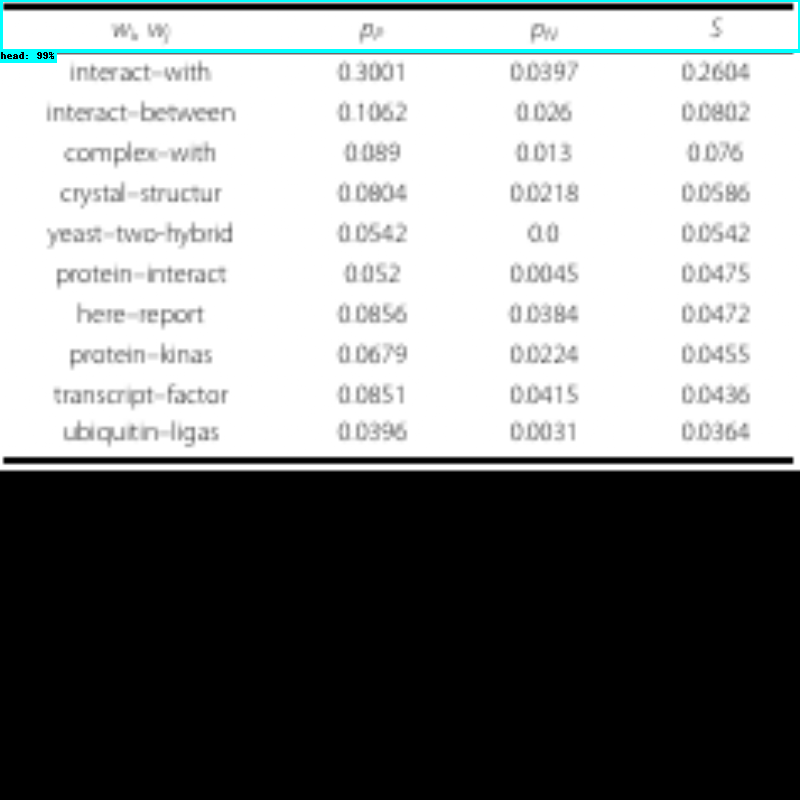 wᵢ, wⱼ p_P p_N S
head: 99%
interact–with 0.3001 0.0397 0.2604
interact–between 0.1062 0.026 0.0802
complex–with 0.089 0.013 0.076
crystal–structur 0.0804 0.0218 0.0586
yeast–two-hybrid 0.0542 0.0 0.0542
protein–interact 0.052 0.0045 0.0475
here–report 0.0856 0.0384 0.0472
protein–kinas 0.0679 0.0224 0.0455
transcript–factor 0.0851 0.0415 0.0436
ubiquitin–ligas 0.0396 0.0031 0.0364